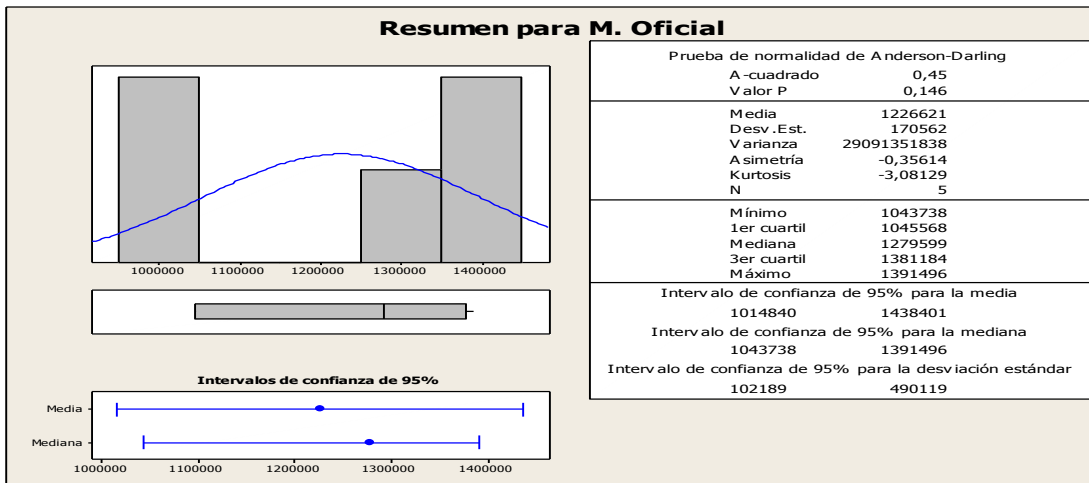 Resumen para M. Oficial
1000000 1100000 1200000 1300000 1400000
Intervalos de confianza de 95%
Media
Mediana
1000000 1100000 1200000 1300000 1400000
Prueba de normalidad de Anderson-Darling
A-cuadrado 0,45
Valor P 0,146
Media 1226621
Desv.Est. 170562
Varianza 29091351838
Asimetría -0,35614
Kurtosis -3,08129
N 5
Mínimo 1043738
1er cuartil 1045568
Mediana 1279599
3er cuartil 1381184
Máximo 1391496
Intervalo de confianza de 95% para la media
1014840 1438401
Intervalo de confianza de 95% para la mediana
1043738 1391496
Intervalo de confianza de 95% para la desviación estándar
102189 490119